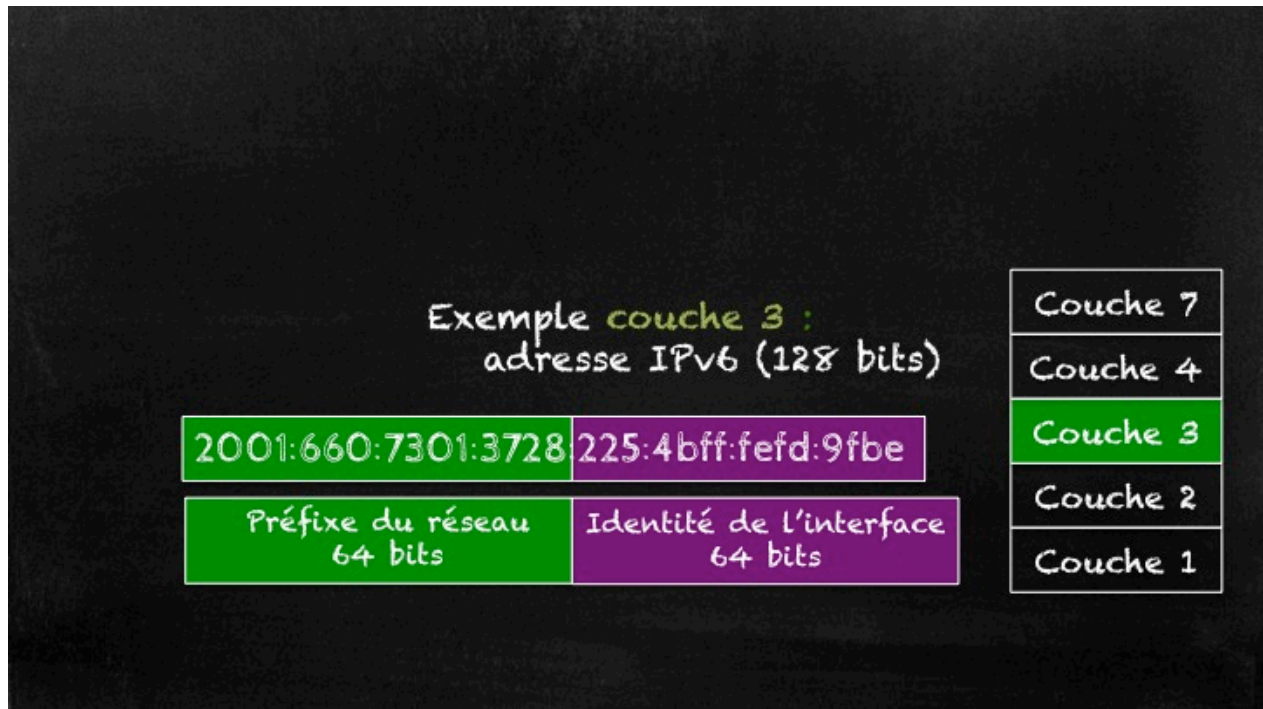 Exemple couche 3 :
adresse IPv6 (128 bits)
2001:660:7301:3728:225:4bff:fefd:9fbe
Préfixe du réseau
64 bits
Identité de l'interface
64 bits
Couche 7
Couche 4
Couche 3
Couche 2
Couche 1